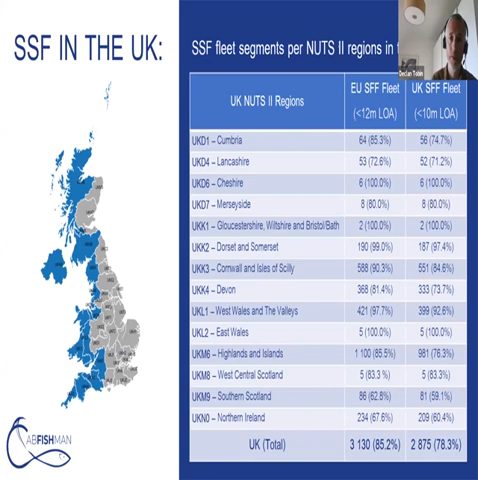 SSF IN THE UK:
SSF fleet segments per NUTS II regions in
Declan Tobin
UK NUTS II Regions
EU SFF Fleet
(<12m LOA)
UK SFF Fleet
(<10m LOA)
UKD1 – Cumbria 64 (85.3%) 56 (74.7%)
UKD4 – Lancashire 53 (72.6%) 52 (71.2%)
UKD6 – Cheshire 6 (100.0%) 6 (100.0%)
UKD7 – Merseyside 8 (80.0%) 8 (80.0%)
UKK1 – Gloucestershire, Wiltshire and Bristol/Bath 2 (100.0%) 2 (100.0%)
UKK2 – Dorset and Somerset 190 (99.0%) 187 (97.4%)
UKK3 – Cornwall and Isles of Scilly 588 (90.3%) 551 (84.6%)
UKK4 – Devon 368 (81.4%) 333 (73.7%)
UKL1 – West Wales and The Valleys 421 (97.7%) 399 (92.6%)
UKL2 – East Wales 5 (100.0%) 5 (100.0%)
UKM6 – Highlands and Islands 1 100 (85.5%) 981 (76.3%)
UKM8 – West Central Scotland 5 (83.3 %) 5 (83.3%)
UKM9 – Southern Scotland 86 (62.8%) 81 (59.1%)
UKN0 – Northern Ireland 234 (67.6%) 209 (60.4%)
UK (Total) 3 130 (85.2%) 2 875 (78.3%)
CABFISHMAN